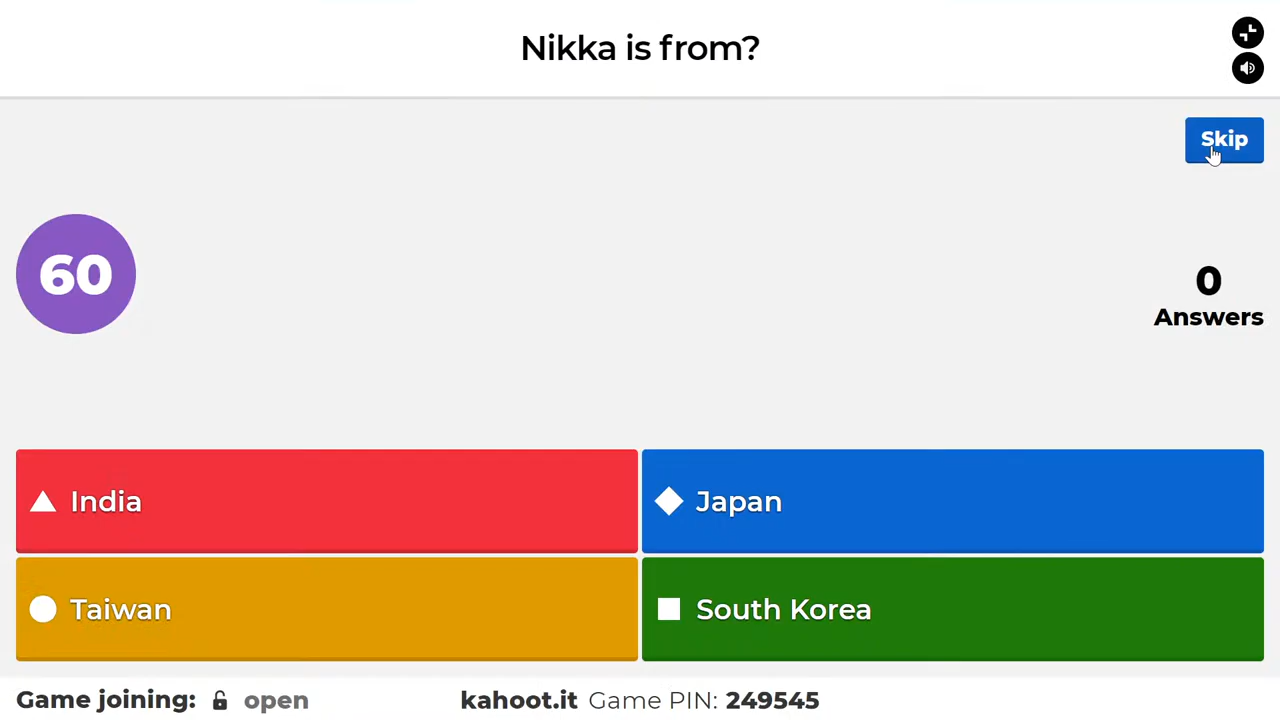 Nikka is from?
Skip
60
0
Answers
India
Japan
Taiwan
South Korea
Game joining: open kahoot.it Game PIN: 249545